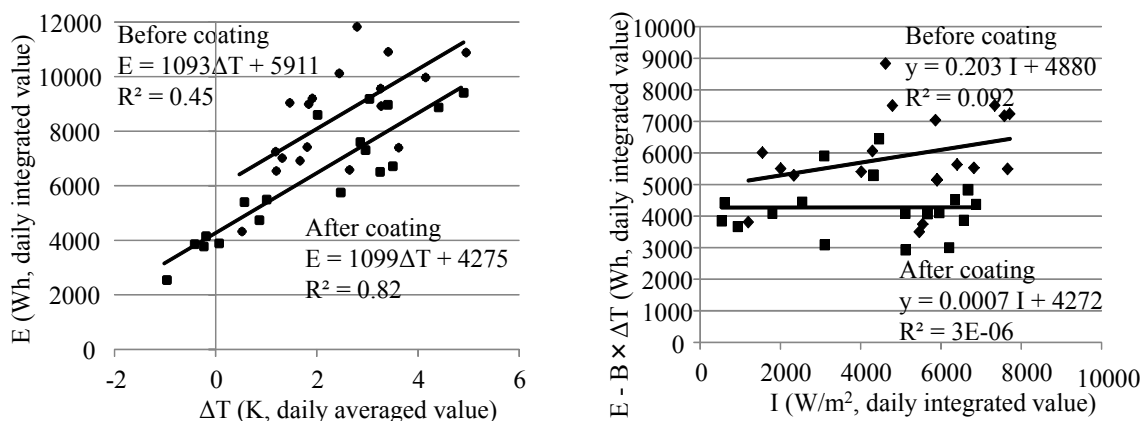 12000
10000
8000
6000
4000
2000
0
-2
0
2
4
6
E (Wh, daily integrated value)
ΔT (K, daily averaged value)
Before coating
E = 1093ΔT + 5911
R² = 0.45
After coating
E = 1099ΔT + 4275
R² = 0.82
10000
9000
8000
7000
6000
5000
4000
3000
2000
1000
0
0
2000
4000
6000
8000
10000
E - B× ΔT (Wh, daily integrated value)
I (W/m², daily integrated value)
Before coating
y = 0.203 I + 4880
R² = 0.092
After coating
y = 0.0007 I + 4272
R² = 3E-06